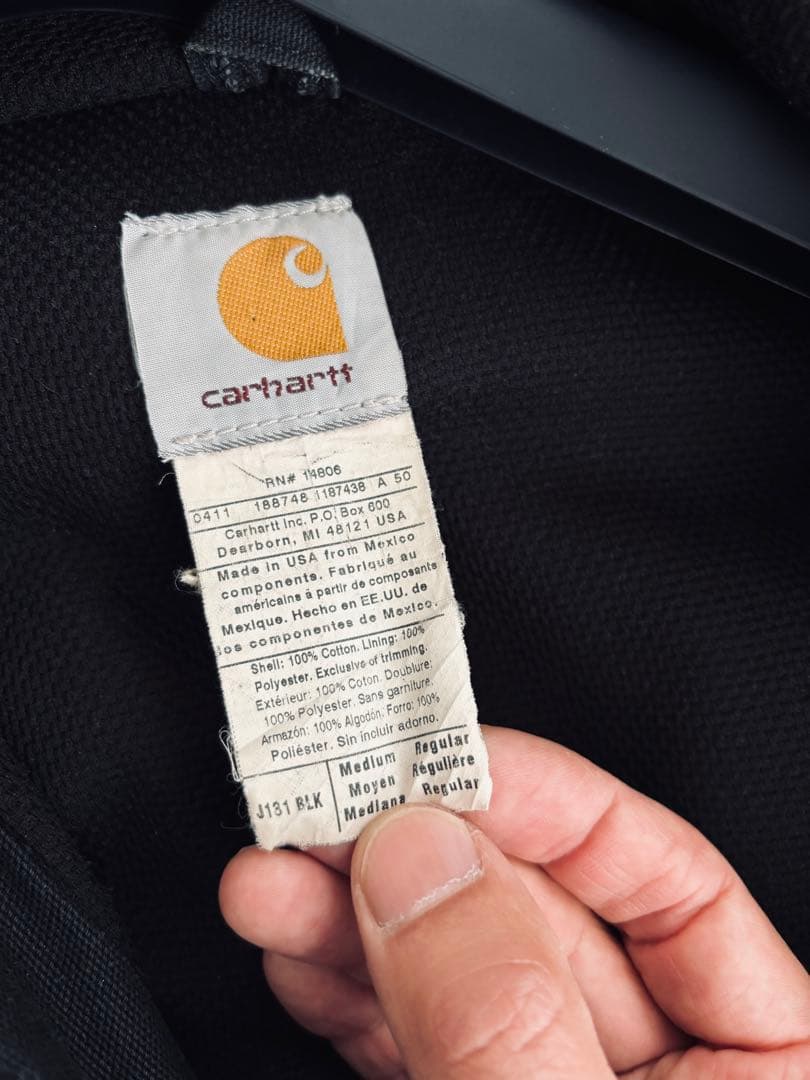 carhartt
RN# 14806
0411 188748 1187438 A 50
Carhartt Inc. P.O. Box 600
Dearborn, MI 48121 USA
Made in USA from Mexico
components. Fabriqué au
américains à partir de composants
Mexique. Hecho en EE.UU. de
los componentes de Mexico.
Shell: 100% Cotton. Lining: 100%
Polyester. Exclusive of trimming.
Extérieur: 100% Coton. Doublure:
100% Polyester. Sans garniture.
Armazón: 100% Algodón. Forro: 100%
Poliéster. Sin incluir adorno.
J131 BLK
Medium Regular
Moyen Régulière
Mediana Regular